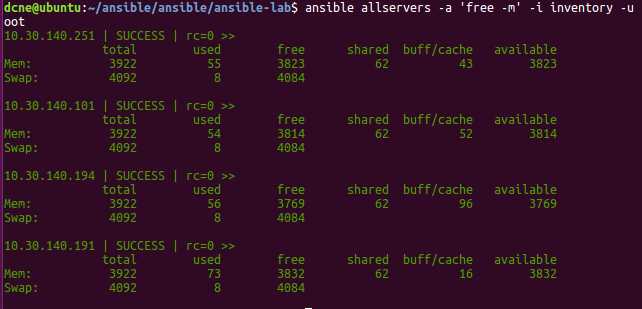 dcne@ubuntu:~/ansible/ansible/ansible-lab$ ansible allservers -a 'free -m' -i inventory -u
oot
10.30.140.251 | SUCCESS | rc=0 >>
total used free shared buff/cache available
Mem: 3922 55 3823 62 43 3823
Swap: 4092 8 4084
10.30.140.101 | SUCCESS | rc=0 >>
total used free shared buff/cache available
Mem: 3922 54 3814 62 52 3814
Swap: 4092 8 4084
10.30.140.194 | SUCCESS | rc=0 >>
total used free shared buff/cache available
Mem: 3922 56 3769 62 96 3769
Swap: 4092 8 4084
10.30.140.191 | SUCCESS | rc=0 >>
total used free shared buff/cache available
Mem: 3922 73 3832 62 16 3832
Swap: 4092 8 4084